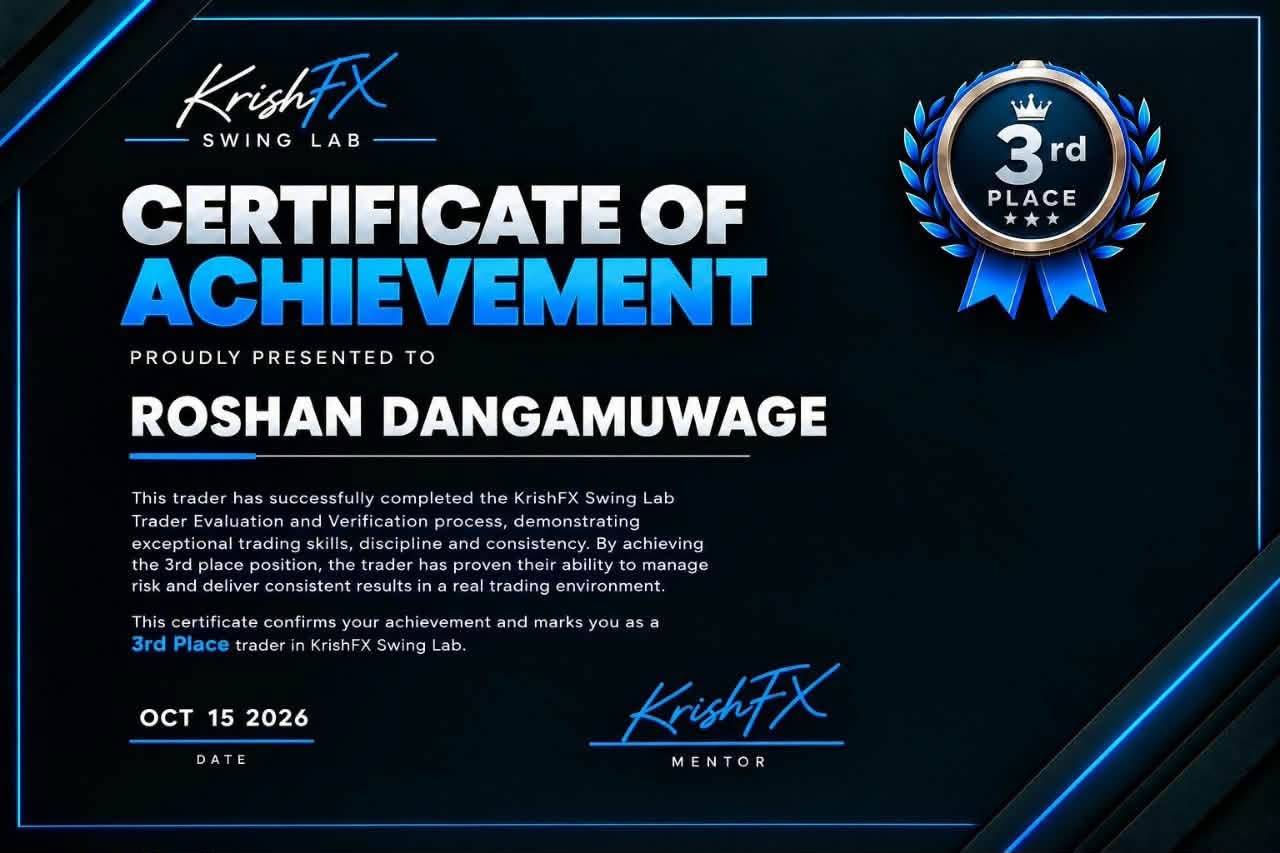 KrishFX
SWING LAB
3rd
PLACE
CERTIFICATE OF
ACHIEVEMENT
PROUDLY PRESENTED TO
ROSHAN DANGAMUWAGE
This trader has successfully completed the KrishFX Swing Lab
Trader Evaluation and Verification process, demonstrating
exceptional trading skills, discipline and consistency. By achieving
the 3rd place position, the trader has proven their ability to manage
risk and deliver consistent results in a real trading environment.
This certificate confirms your achievement and marks you as a
3rd Place trader in KrishFX Swing Lab.
OCT 15 2026
DATE
KrishFX
MENTOR